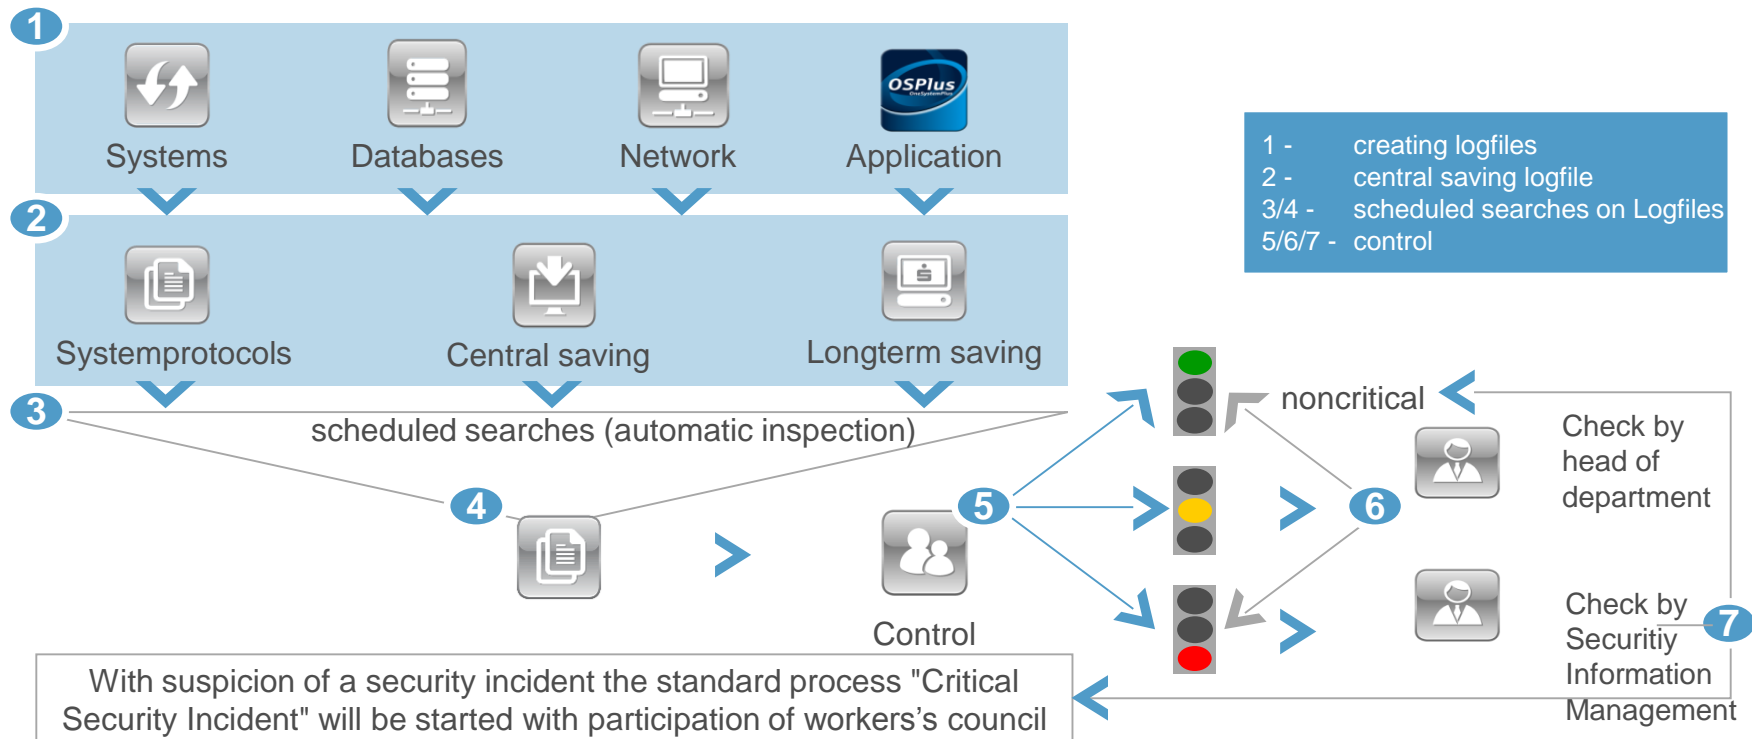 1
OSPlus
OneSystemPlus
Systems
Databases
Network
Application
1 - creating logfiles
2 - central saving logfile
3/4 - scheduled searches on Logfiles
5/6/7 - control
2
Systemprotocols
Central saving
Longterm saving
3
scheduled searches (automatic inspection)
4
5
Control
noncritical
6
Check by
head of
department
Check by
Securitiy
Information
Management
7
With suspicion of a security incident the standard process "Critical
Security Incident" will be started with participation of workers's council